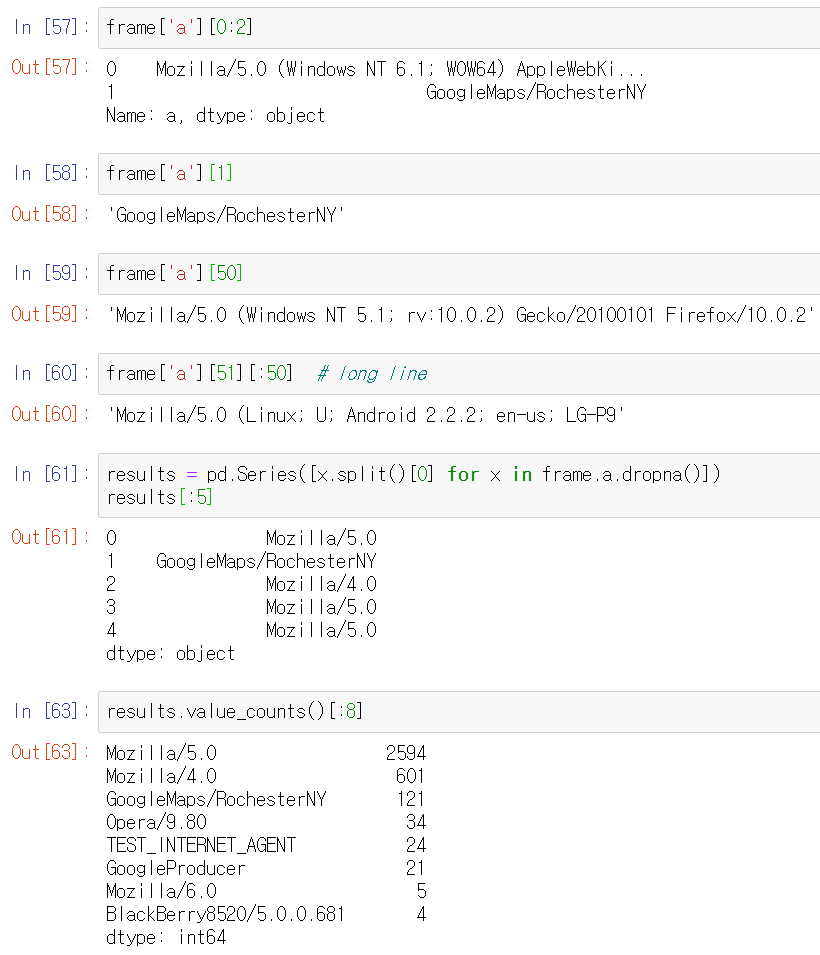 In [57]: frame['a'][0:2]
Out[57]: 0    Mozilla/5.0 (Windows NT 6.1; WOW64) AppleWebKi...
1                               GoogleMaps/RochesterNY
Name: a, dtype: object
In [58]: frame['a'][1]
Out[58]: 'GoogleMaps/RochesterNY'
In [59]: frame['a'][50]
Out[59]: 'Mozilla/5.0 (Windows NT 5.1; rv:10.0.2) Gecko/20100101 Firefox/10.0.2'
In [60]: frame['a'][51][:50]  # long line
Out[60]: 'Mozilla/5.0 (Linux; U; Android 2.2.2; en-us; LG-P9'
In [61]: results = pd.Series([x.split()[0] for x in frame.a.dropna()])
results[:5]
Out[61]: 0               Mozilla/5.0
1    GoogleMaps/RochesterNY
2               Mozilla/4.0
3               Mozilla/5.0
4               Mozilla/5.0
dtype: object
In [63]: results.value_counts()[:8]
Out[63]: Mozilla/5.0                 2594
Mozilla/4.0                  601
GoogleMaps/RochesterNY       121
Opera/9.80                    34
TEST_INTERNET_AGENT           24
GoogleProducer                21
Mozilla/6.0                    5
BlackBerry8520/5.0.0.681       4
dtype: int64